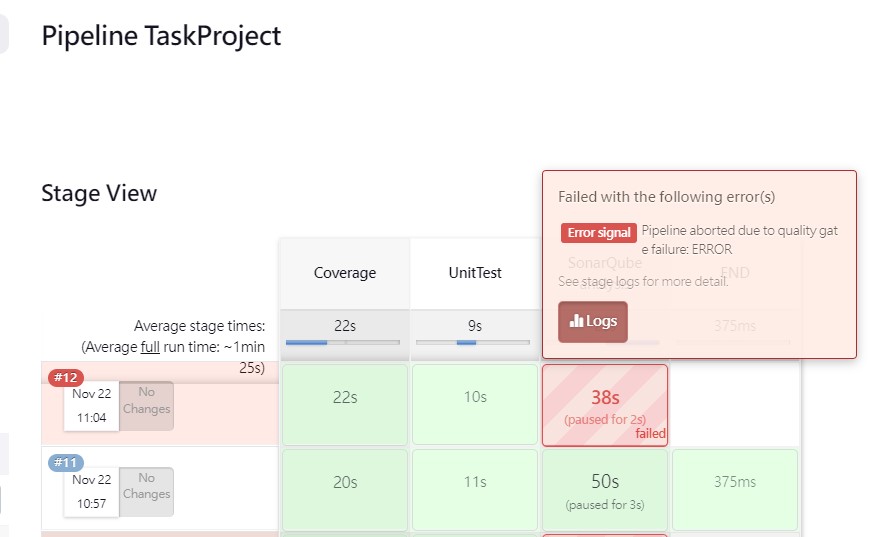 Pipeline TaskProject
Stage View
Failed with the following error(s)
Error signal Pipeline aborted due to quality gat
e failure: ERROR
See stage logs for more detail.
Logs
Coverage
UnitTest
SonarQube
END
Average stage times:
(Average full run time: ~1min
25s)
22s
9s
375ms
#12
Nov 22
11:04
No
Changes
22s
10s
38s
(paused for 2s)
failed
#11
Nov 22
10:57
No
Changes
20s
11s
50s
(paused for 3s)
375ms